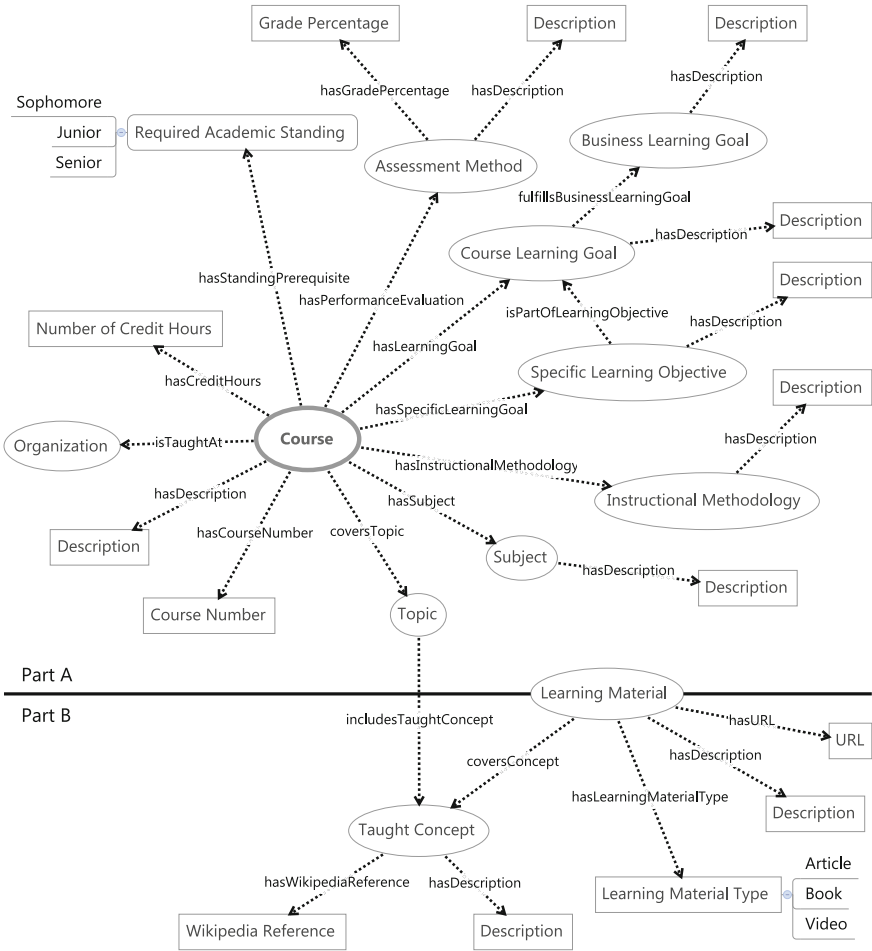 Grade Percentage
Description
Description
hasGradePercentage
hasDescription
hasDescription
Sophomore
Junior
Senior
Required Academic Standing
Assessment Method
Business Learning Goal
fulfillsBusinessLearningGoal
Course Learning Goal
hasDescription
Description
hasStandingPrerequisite
hasPerformanceEvaluation
isPartOfLearningObjective
hasDescription
Description
Number of Credit Hours
hasLearningGoal
hasCreditHours
Specific Learning Objective
hasSpecificLearningGoal
Description
Organization
isTaughtAt
Course
hasDescription
hasInstructionalMethodology
Instructional Methodology
hasDescription
hasSubject
Description
hasCourseNumber
coversTopic
Subject
hasDescription
Description
Course Number
Topic
Part A
Part B
Learning Material
includesTaughtConcept
hasURL
URL
coversConcept
hasDescription
hasLearningMaterialType
Description
Taught Concept
hasWikipediaReference
hasDescription
Wikipedia Reference
Description
Learning Material Type
Article
Book
Video